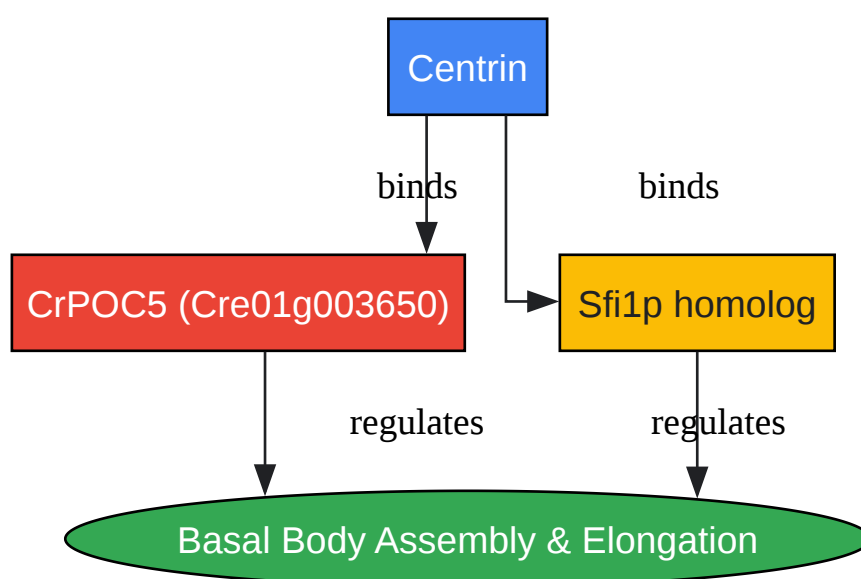 Centrin
binds
binds
CrPOC5 (Cre01g003650)
Sfi1p homolog
regulates
regulates
Basal Body Assembly & Elongation